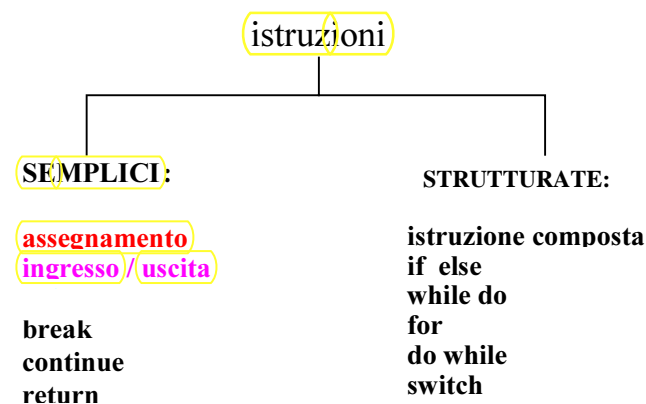 istruzioni
SEMPLICI:
assegnamento
ingresso / uscita
break
continue
return
STRUTTURATE:
istruzione composta
if else
while do
for
do while
switch